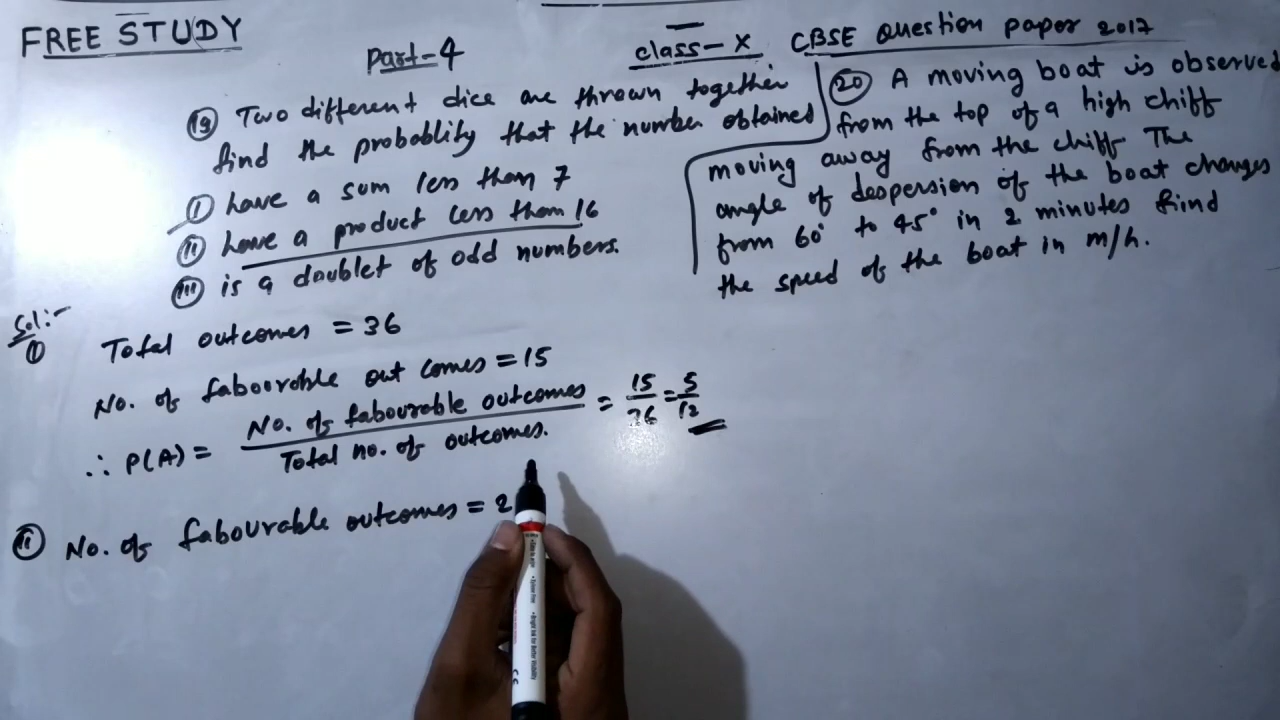 FREE STUDY
Part-4
class-X CBSE Question paper 2017
(19) Two different dice are thrown together
find the probablity that the number obtained
(I) have a sum less than 7
(II) have a product less than 16
(III) is a doublet of odd numbers.
(20) A moving boat is observed
from the top of a high chiff
moving away from the chiff The
angle of despersion of the boat changes
from 60° to 45° in 2 minutes find
the speed of the boat in m/h.
Sol:-
(I) Total outcomes = 36
No. of favourable out comes = 15
∴ P(A) = No. of fabourable outcomes / Total no. of outcomes. = 15/36 = 5/12
(II) No. of fabourable outcomes = 2